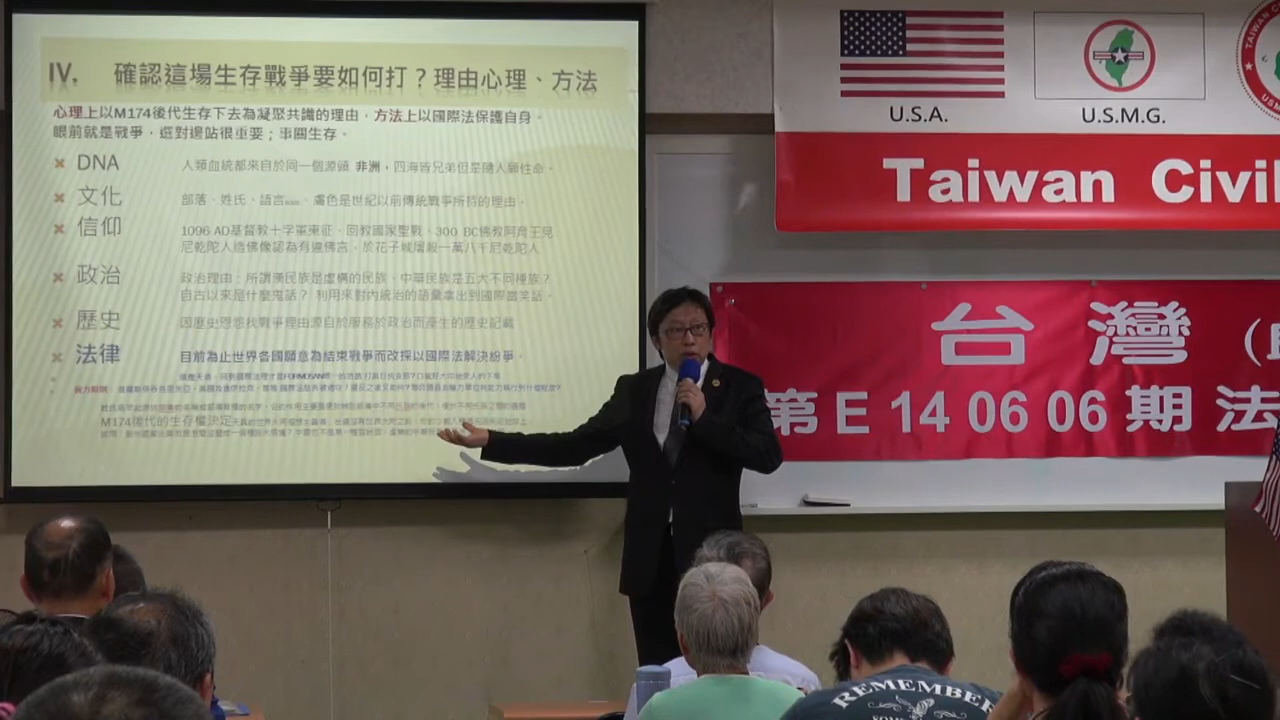 IV. 確認這場生存戰爭要如何打？理由心理、方法
心理上以M174後代生存下去為凝聚共識的理由，方法上以國際法保護自身。
眼前就是戰爭，選對邊站很重要；事關生存。
DNA 人類血統都來自於同一個源頭 非洲，四海皆兄弟但是隨人顧性命。
文化 部落、姓氏、語言、膚色是世紀以前傳統戰爭所持的理由。
信仰 1096 AD基督教十字軍東征、回教國家聖戰、300 BC佛教阿育王見
尼乾陀人造佛像認為有違佛言，於花子城屠殺一萬八千尼乾陀人
政治 政治理由：所謂漢民族是虛構的民族、中華民族是五大不同種族？
自古以來是什麼鬼話？ 利用來對內統治的語彙拿出到國際當笑話。
歷史 因歷史恩怨找戰爭理由源自於服務於政治而產生的歷史記載
法律 目前為止世界各國願意為結束戰爭而改採以國際法解決紛爭。
M174後代的生存權決定
U.S.A.
U.S.M.G.
Taiwan Civil
台灣
第E 14 06 06期法
REMEMBER